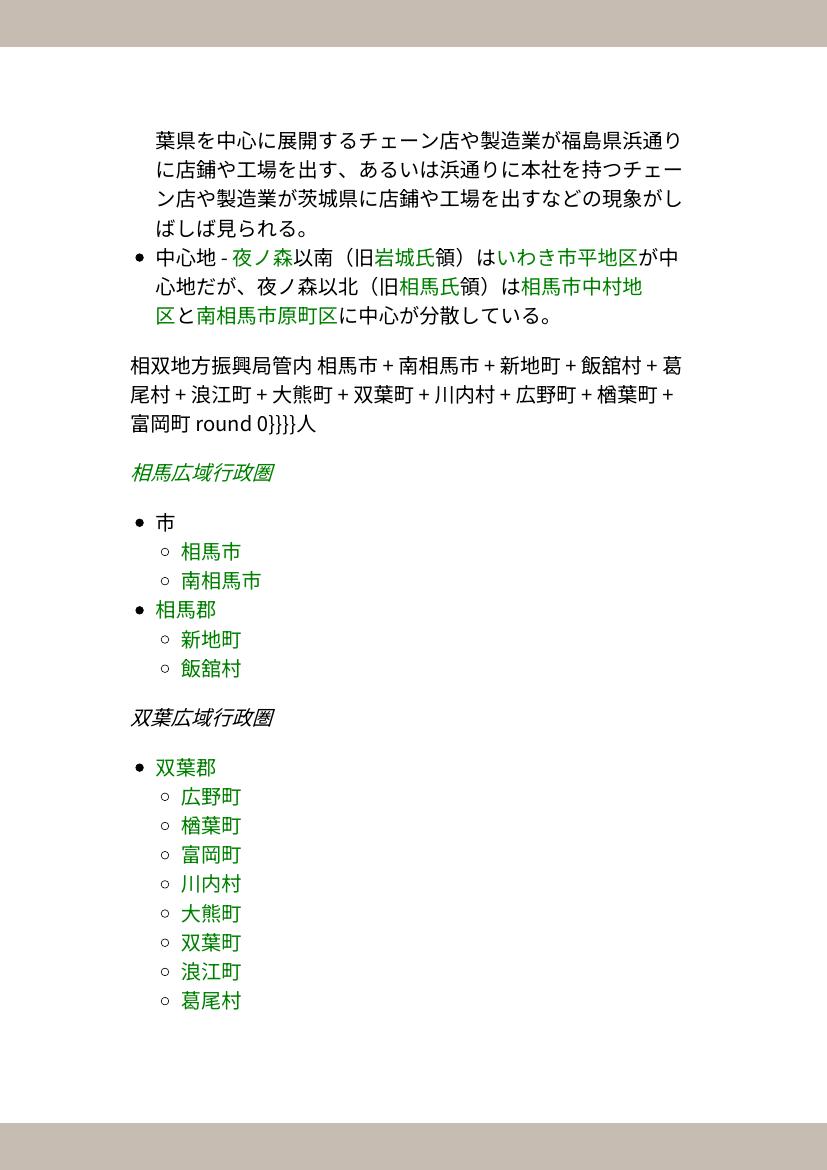 葉県を中心に展開するチェーン店や製造業が福島県浜通り
に店鋪や工場を出す、あるいは浜通りに本社を持つチェー
ン店や製造業が茨城県に店鋪や工場を出すなどの現象がし
ばしば見られる。
• 中心地 - 夜ノ森以南（旧岩城氏領）はいわき市平地区が中
心地だが、夜ノ森以北（旧相馬氏領）は相馬市中村地
区と南相馬市原町区に中心が分散している。
相双地方振興局管内 相馬市 + 南相馬市 + 新地町 + 飯舘村 + 葛
尾村 + 浪江町 + 大熊町 + 双葉町 + 川内村 + 広野町 + 楢葉町 +
富岡町 round 0}}}}人
相馬広域行政圏
• 市
○ 相馬市
○ 南相馬市
• 相馬郡
○ 新地町
○ 飯舘村
双葉広域行政圏
• 双葉郡
○ 広野町
○ 楢葉町
○ 富岡町
○ 川内村
○ 大熊町
○ 双葉町
○ 浪江町
○ 葛尾村